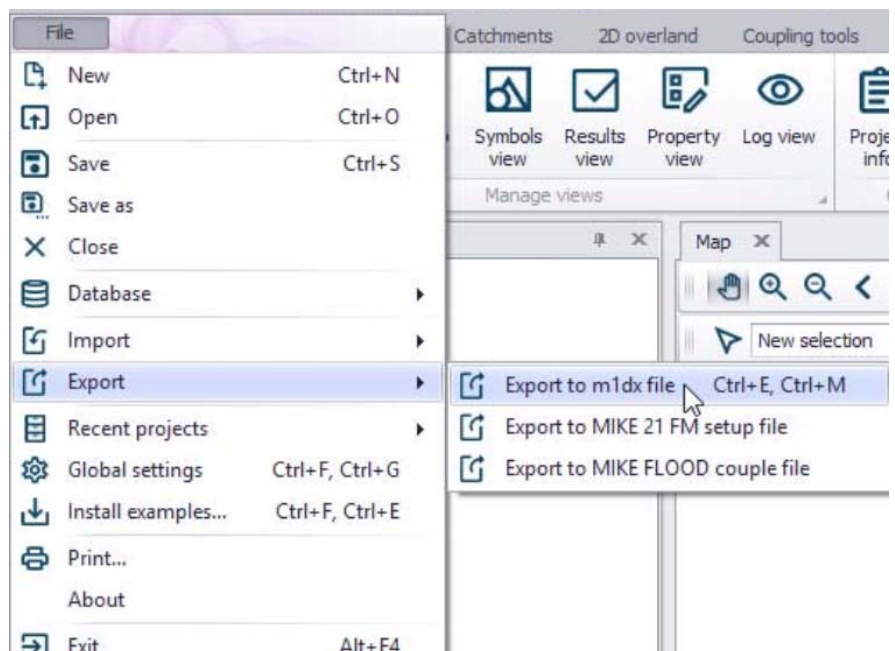 File
New Ctrl+N
Open Ctrl+O
Save Ctrl+S
Save as
Close
Database
Import
Export
Recent projects
Global settings Ctrl+F, Ctrl+G
Install examples... Ctrl+F, Ctrl+E
Print...
About
Exit Alt+F4
Catchments 2D overland Coupling tools
Symbols view
Results view
Property view
Log view
Manage views
Map
New selection
Export to m1dx file Ctrl+E, Ctrl+M
Export to MIKE 21 FM setup file
Export to MIKE FLOOD couple file